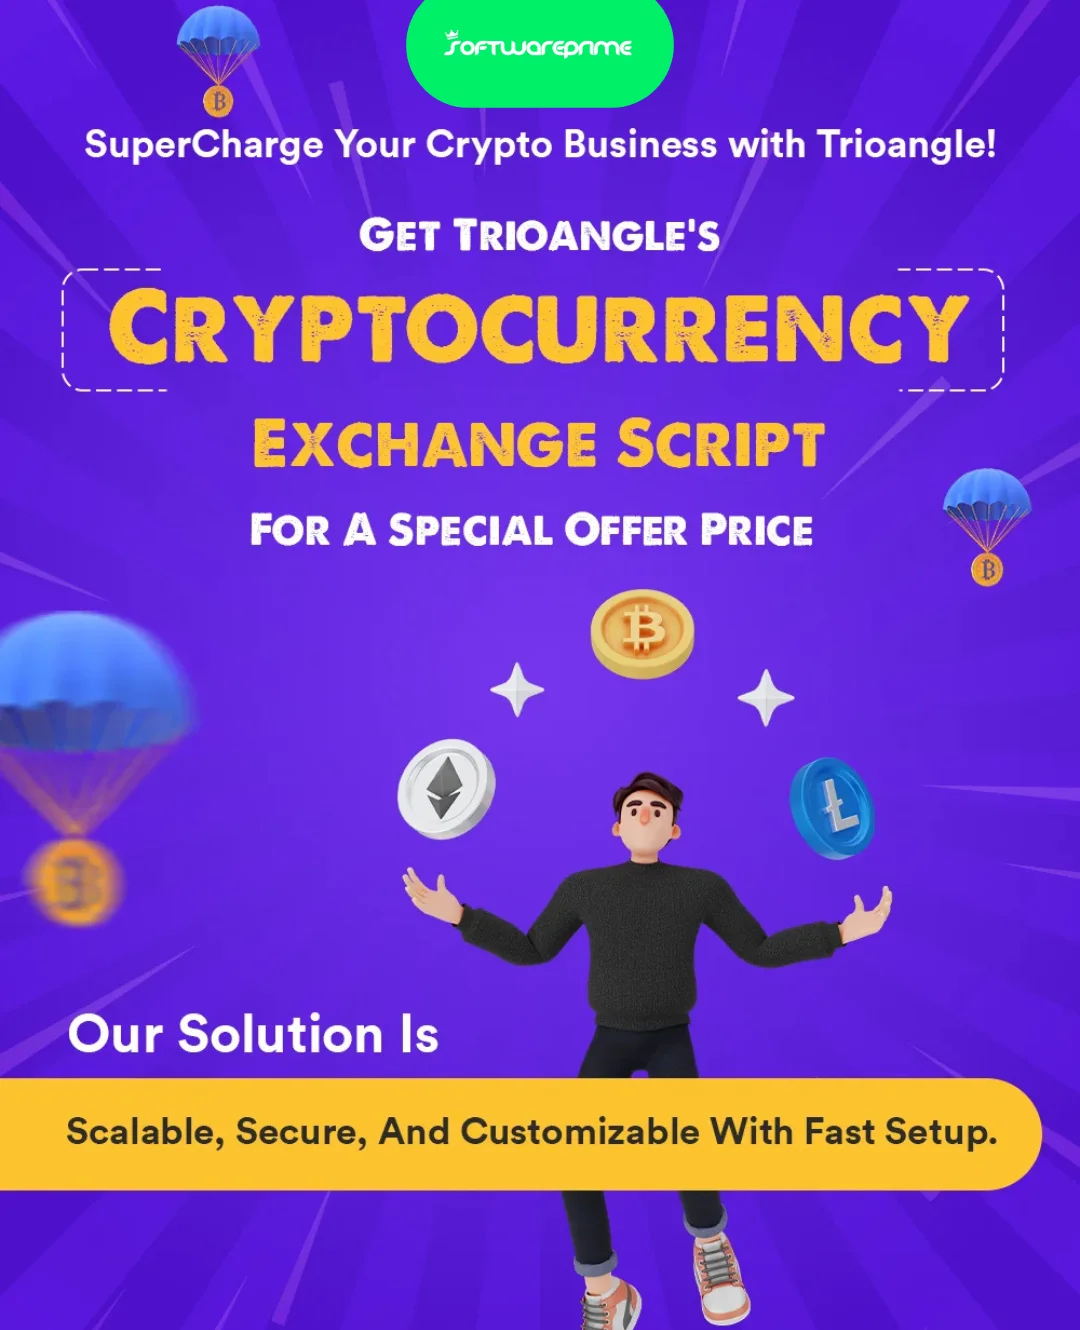 Softwareprime
SuperCharge Your Crypto Business with Trioangle!
Get Trioangle's
Cryptocurrency
Exchange Script
For A Special Offer Price
Our Solution Is
Scalable, Secure, And Customizable With Fast Setup.